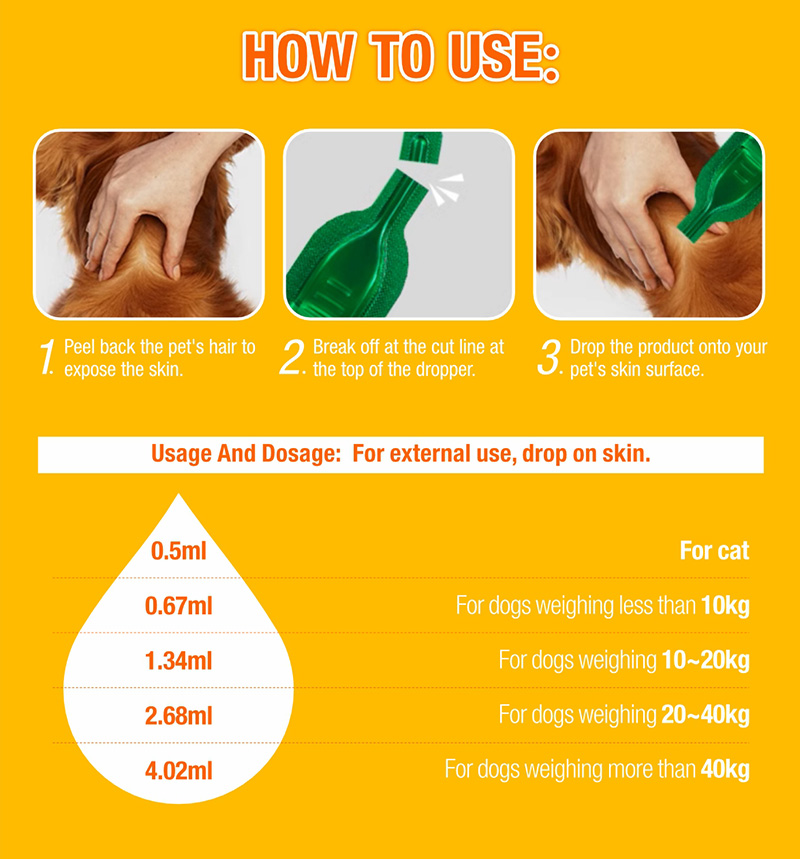 HOW TO USE:
1. Peel back the pet's hair to
expose the skin.
2. Break off at the cut line at
the top of the dropper.
3. Drop the product onto your
pet's skin surface.
Usage And Dosage: For external use, drop on skin.
0.5ml For cat
0.67ml For dogs weighing less than 10kg
1.34ml For dogs weighing 10~20kg
2.68ml For dogs weighing 20~40kg
4.02ml For dogs weighing more than 40kg